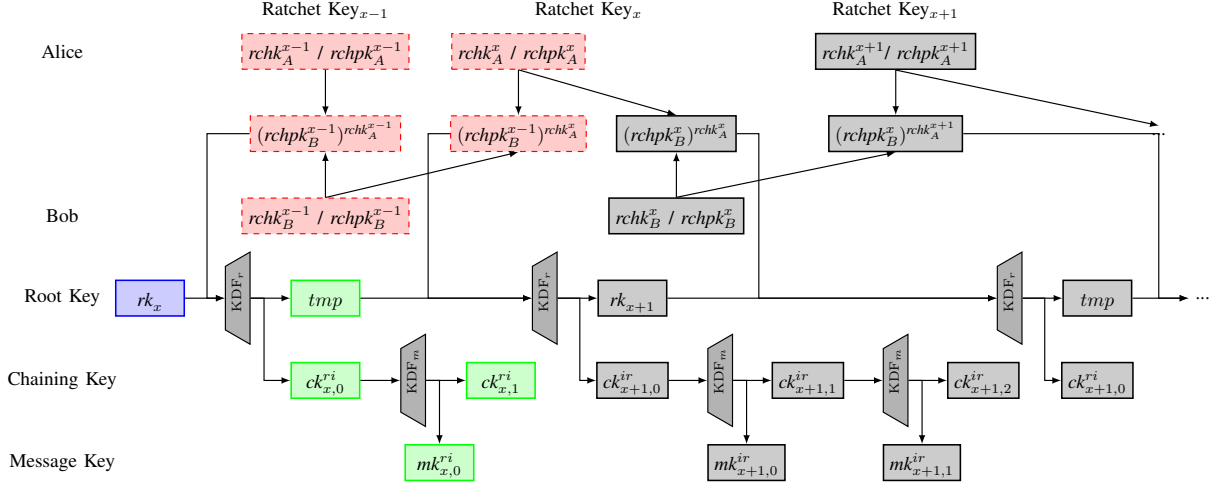 Ratchet Key_{x−1} Ratchet Key_x Ratchet Key_{x+1}
Alice rchk_A^{x−1} / rchpk_A^{x−1} rchk_A^x / rchpk_A^x rchk_A^{x+1} / rchpk_A^{x+1}
(rchpk_B^{x−1})^{rchk_A^{x−1}} (rchpk_B^{x−1})^{rchk_A^x} (rchpk_B^x)^{rchk_A^x} (rchpk_B^x)^{rchk_A^{x+1}} ...
Bob rchk_B^{x−1} / rchpk_B^{x−1} rchk_B^x / rchpk_B^x
Root Key rk_x KDF_r tmp KDF_r rk_{x+1} KDF_r tmp ...
Chaining Key ck_{x,0}^{ri} KDF_m ck_{x,1}^{ri} ck_{x+1,0}^{ir} KDF_m ck_{x+1,1}^{ir} KDF_m ck_{x+1,2}^{ir} ck_{x+1,0}^{ri}
Message Key mk_{x,0}^{ri} mk_{x+1,0}^{ir} mk_{x+1,1}^{ir}